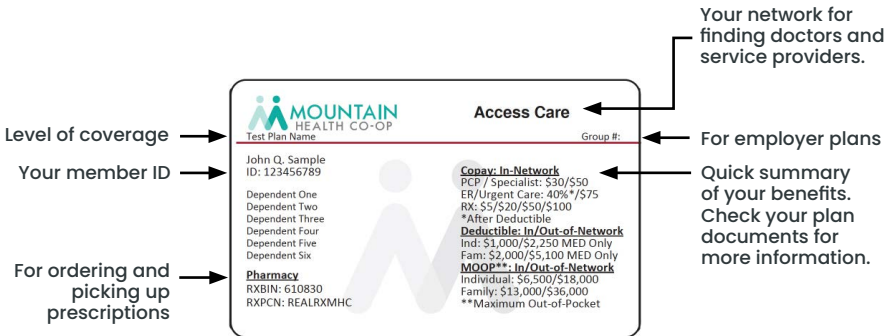 Your network for
finding doctors and
service providers.
MOUNTAIN
HEALTH CO-OP
Access Care
Level of coverage
Test Plan Name
Group #:
For employer plans
Your member ID
John Q. Sample
ID: 123456789
Dependent One
Dependent Two
Dependent Three
Dependent Four
Dependent Five
Dependent Six
For ordering and
picking up
prescriptions
Pharmacy
RXBIN: 610830
RXPCN: REALRXMHC
Copay: In-Network
PCP / Specialist: $30/$50
ER/Urgent Care: 40%*/$75
RX: $5/$20/$50/$100
*After Deductible
Deductible: In/Out-of-Network
Ind: $1,000/$2,250 MED Only
Fam: $2,000/$5,100 MED Only
MOOP**: In/Out-of-Network
Individual: $6,500/$18,000
Family: $13,000/$36,000
**Maximum Out-of-Pocket
Quick summary
of your benefits.
Check your plan
documents for
more information.